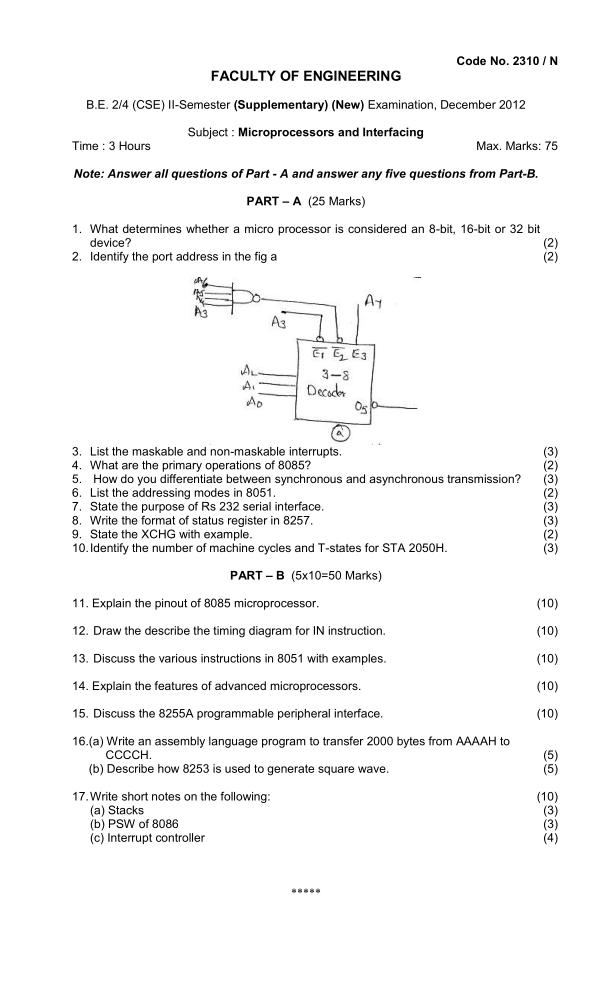 Code No. 2310 / N
FACULTY OF ENGINEERING
B.E. 2/4 (CSE) II-Semester (Supplementary) (New) Examination, December 2012
Subject : Microprocessors and Interfacing
Time : 3 Hours Max. Marks: 75
Note: Answer all questions of Part - A and answer any five questions from Part-B.
PART – A (25 Marks)
1. What determines whether a micro processor is considered an 8-bit, 16-bit or 32 bit
device? (2)
2. Identify the port address in the fig a (2)
A6
A5
A4
A3
A3
A7
E1 E2 E3
3-8
Decoder
A2
A1
A0
O5
a
3. List the maskable and non-maskable interrupts. (3)
4. What are the primary operations of 8085? (2)
5. How do you differentiate between synchronous and asynchronous transmission? (3)
6. List the addressing modes in 8051. (2)
7. State the purpose of Rs 232 serial interface. (3)
8. Write the format of status register in 8257. (3)
9. State the XCHG with example. (2)
10. Identify the number of machine cycles and T-states for STA 2050H. (3)
PART – B (5x10=50 Marks)
11. Explain the pinout of 8085 microprocessor. (10)
12. Draw the describe the timing diagram for IN instruction. (10)
13. Discuss the various instructions in 8051 with examples. (10)
14. Explain the features of advanced microprocessors. (10)
15. Discuss the 8255A programmable peripheral interface. (10)
16.(a) Write an assembly language program to transfer 2000 bytes from AAAAH to
CCCCH. (5)
(b) Describe how 8253 is used to generate square wave. (5)
17. Write short notes on the following: (10)
(a) Stacks (3)
(b) PSW of 8086 (3)
(c) Interrupt controller (4)
*****